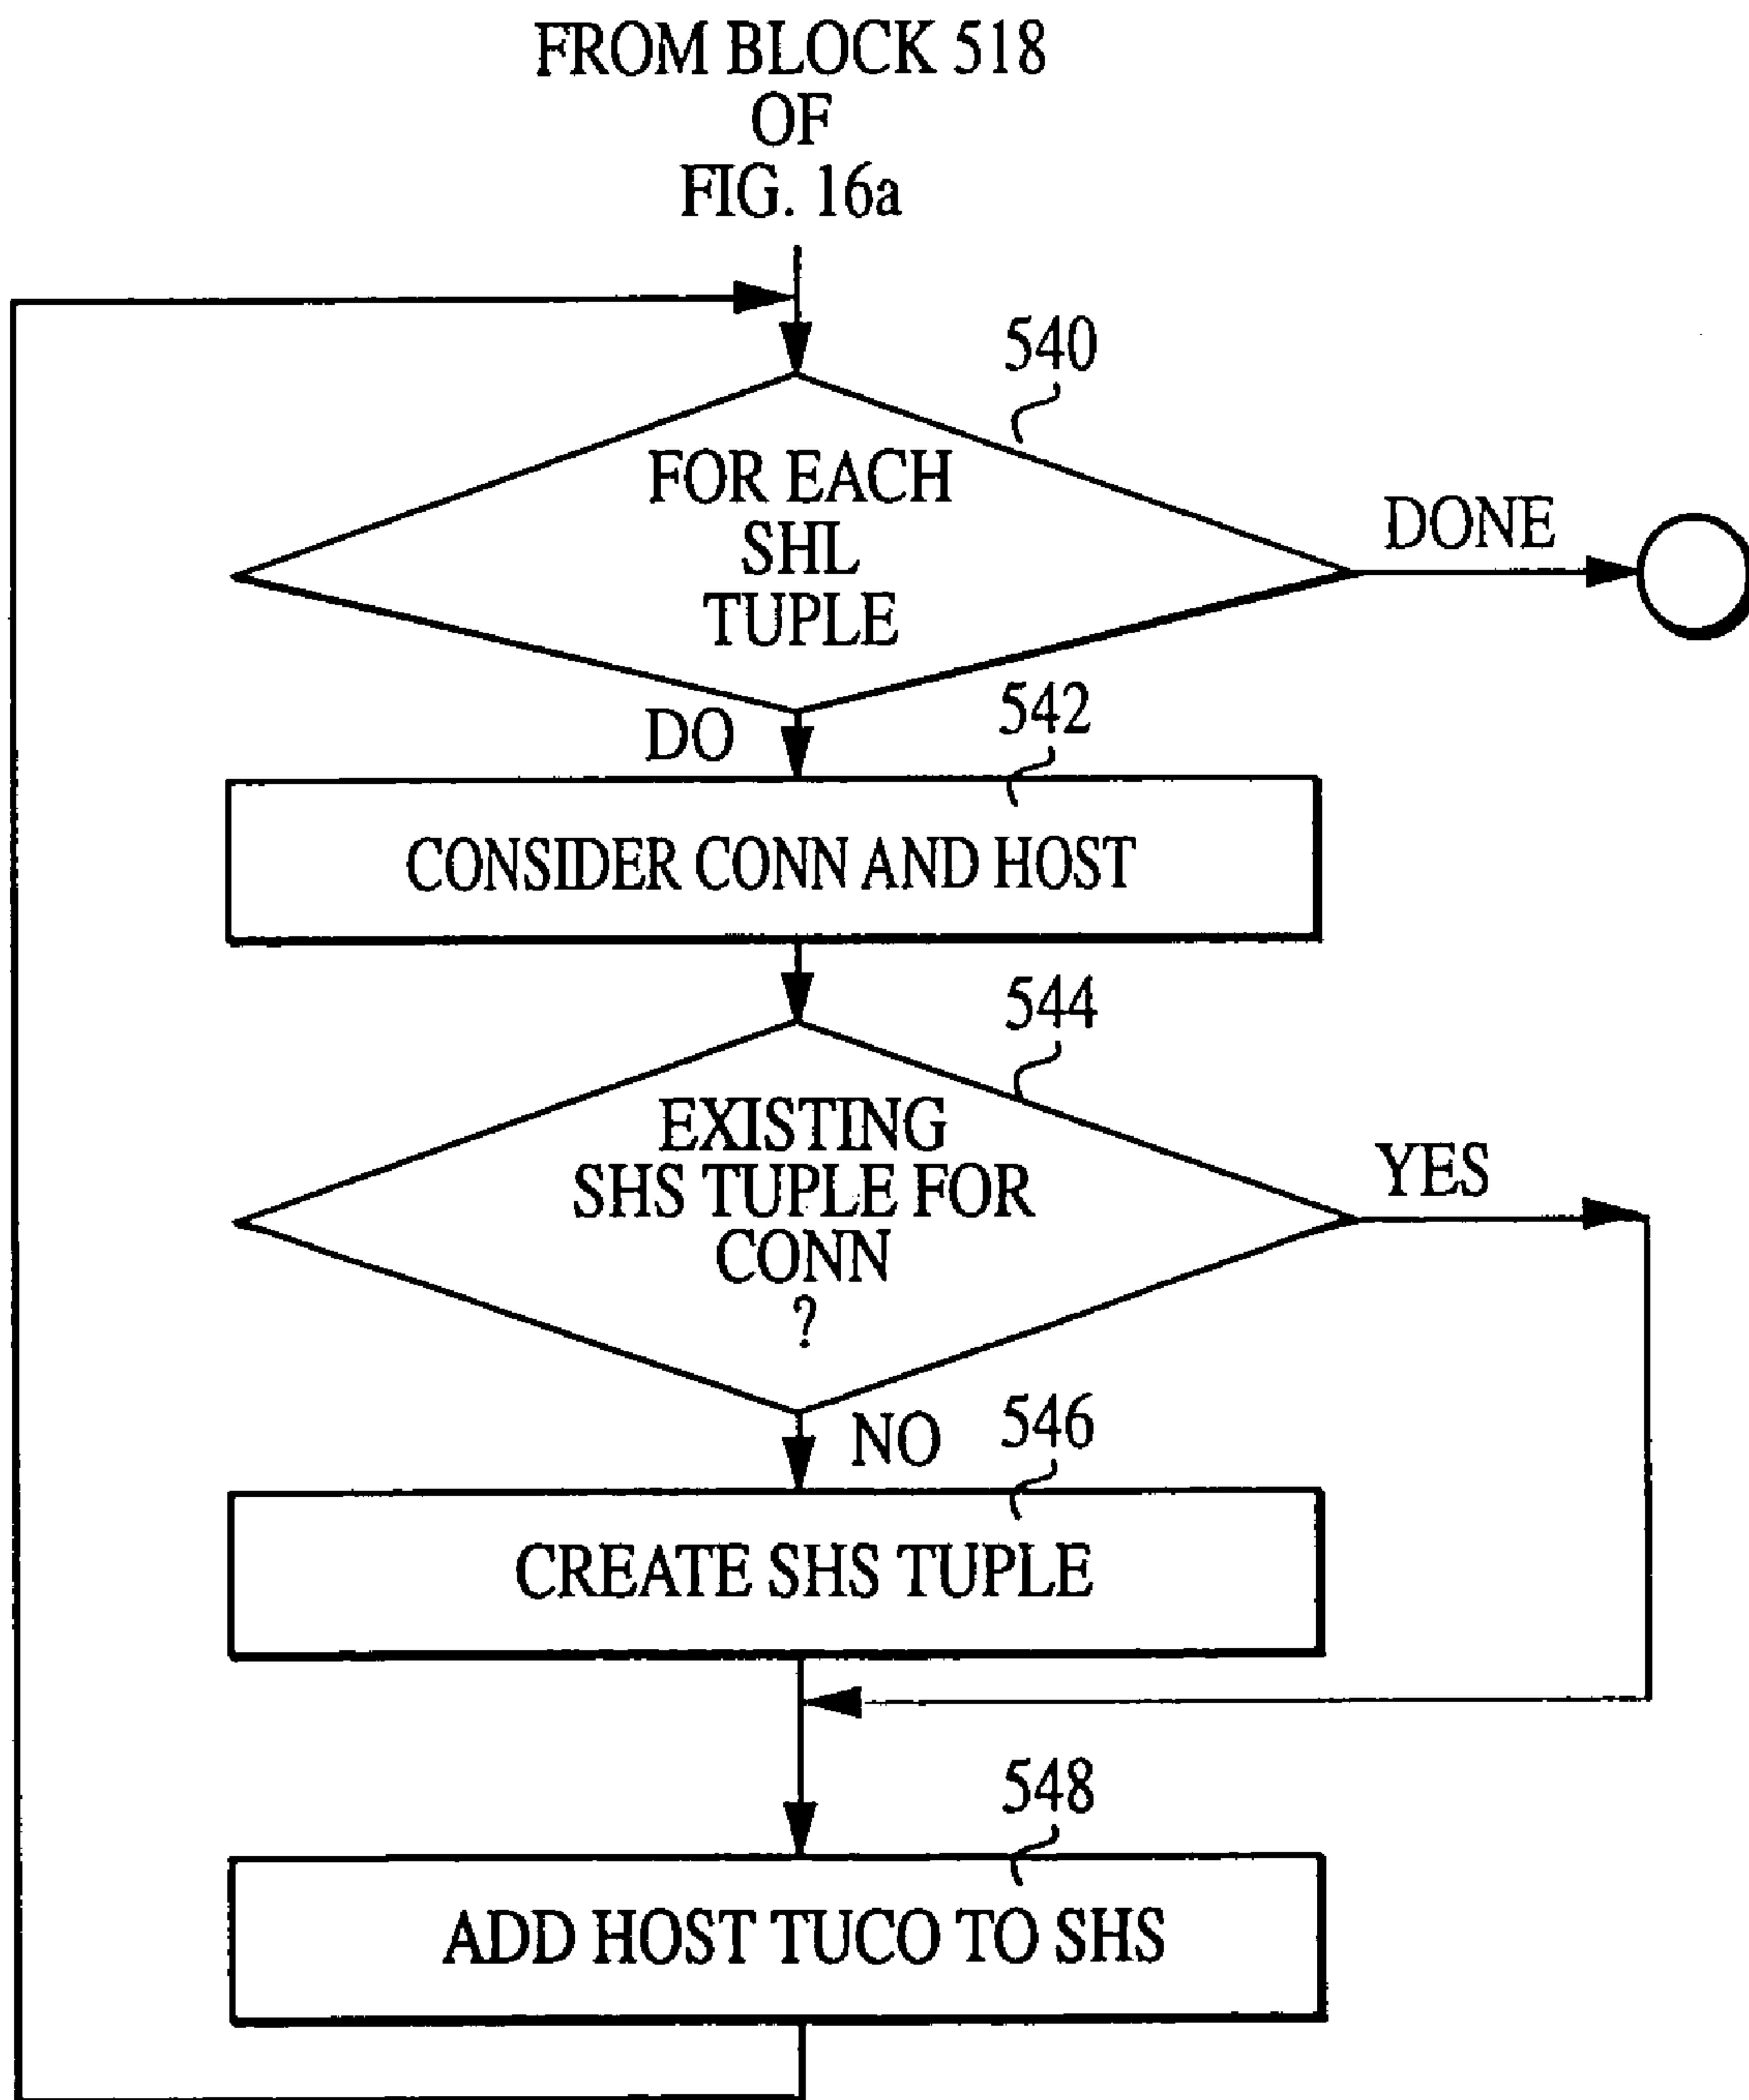 FROM BLOCK 518
OF
FIG. 16a
540
FOR EACH
SHL
TUPLE
DONE
DO
542
CONSIDER CONN AND HOST
544
EXISTING
SHS TUPLE FOR
CONN
?
YES
NO
546
CREATE SHS TUPLE
548
ADD HOST TUCO TO SHS